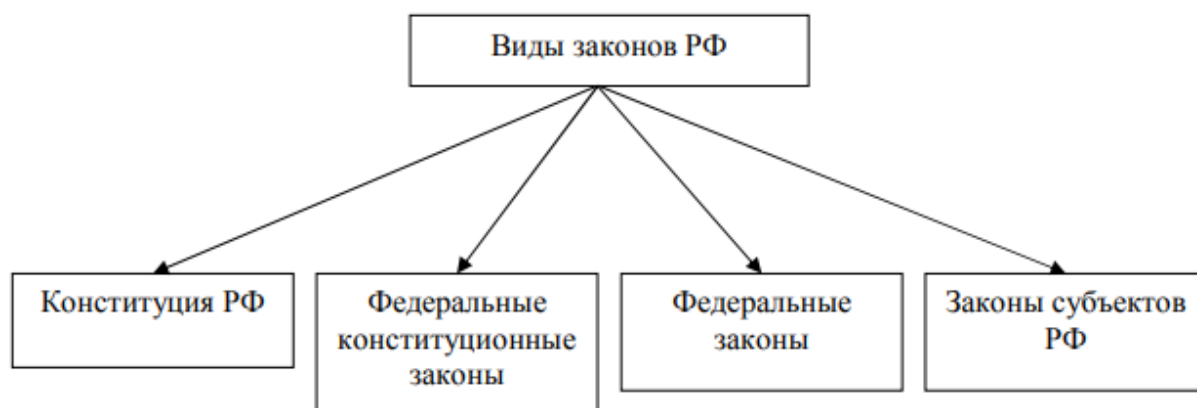 Виды законов РФ
Конституция РФ
Федеральные
конституционные
законы
Федеральные
законы
Законы субъектов
РФ